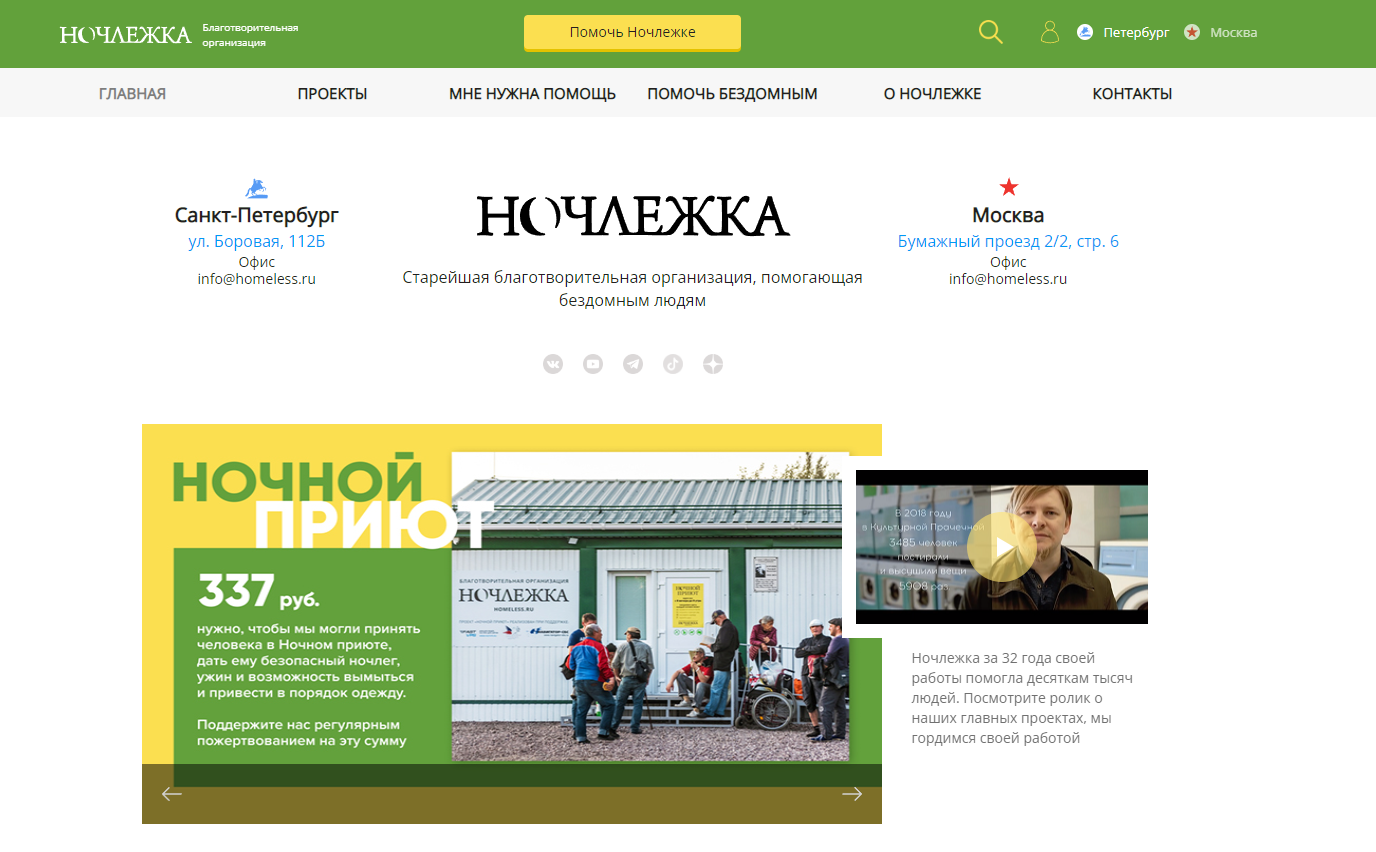 НОЧЛЕЖКА
Благотворительная
организация
Помочь Ночлежке
Петербург
Москва
ГЛАВНАЯ
ПРОЕКТЫ
МНЕ НУЖНА ПОМОЩЬ
ПОМОЧЬ БЕЗДОМНЫМ
О НОЧЛЕЖКЕ
КОНТАКТЫ
Санкт-Петербург
ул. Боровая, 112Б
Офис
info@homeless.ru
НОЧЛЕЖКА
Старейшая благотворительная организация, помогающая
бездомным людям
Москва
Бумажный проезд 2/2, стр. 6
Офис
info@homeless.ru
НОЧНОЙ
ПРИЮТ
337 руб.
нужно, чтобы мы могли принять
человека в Ночном приюте,
дать ему безопасный ночлег,
ужин и возможность вымыться
и привести в порядок одежду.
Поддержите нас регулярным
пожертвованием на эту сумму
БЛАГОТВОРИТЕЛЬНАЯ ОРГАНИЗАЦИЯ
НОЧЛЕЖКА
HOMELESS.RU
НОЧНОЙ
ПРИЮТ
В 2018 году
в Культурной Прачечной
3485 человек
постирали
и высушили вещи
5908 раз
Ночлежка за 32 года своей
работы помогла десяткам тысяч
людей. Посмотрите ролик о
наших главных проектах, мы
гордимся своей работой